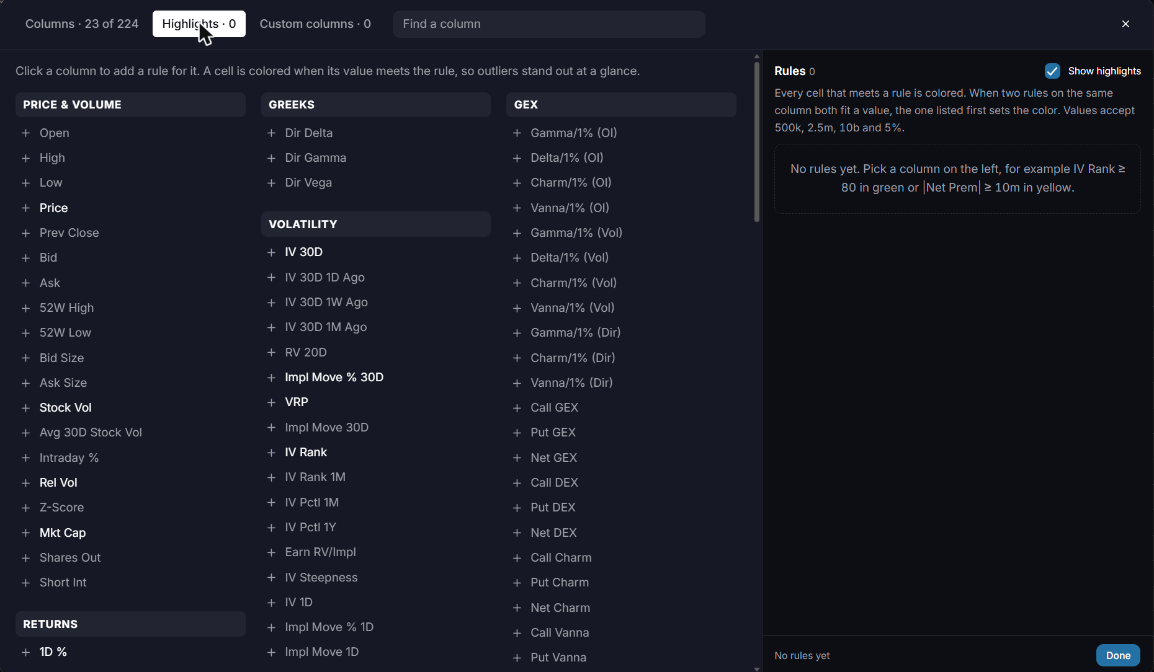 Columns · 23 of 224
Highlights · 0
Custom columns · 0
Find a column
Click a column to add a rule for it. A cell is colored when its value meets the rule, so outliers stand out at a glance.
PRICE & VOLUME
+ Open
+ High
+ Low
+ Price
+ Prev Close
+ Bid
+ Ask
+ 52W High
+ 52W Low
+ Bid Size
+ Ask Size
+ Stock Vol
+ Avg 30D Stock Vol
+ Intraday %
+ Rel Vol
+ Z-Score
+ Mkt Cap
+ Shares Out
+ Short Int
RETURNS
+ 1D %
GREEKS
+ Dir Delta
+ Dir Gamma
+ Dir Vega
VOLATILITY
+ IV 30D
+ IV 30D 1D Ago
+ IV 30D 1W Ago
+ IV 30D 1M Ago
+ RV 20D
+ Impl Move % 30D
+ VRP
+ Impl Move 30D
+ IV Rank
+ IV Rank 1M
+ IV Pctl 1M
+ IV Pctl 1Y
+ Earn RV/Impl
+ IV Steepness
+ IV 1D
+ Impl Move % 1D
+ Impl Move 1D
GEX
+ Gamma/1% (OI)
+ Delta/1% (OI)
+ Charm/1% (OI)
+ Vanna/1% (OI)
+ Gamma/1% (Vol)
+ Delta/1% (Vol)
+ Charm/1% (Vol)
+ Vanna/1% (Vol)
+ Gamma/1% (Dir)
+ Charm/1% (Dir)
+ Vanna/1% (Dir)
+ Call GEX
+ Put GEX
+ Net GEX
+ Call DEX
+ Put DEX
+ Net DEX
+ Call Charm
+ Put Charm
+ Net Charm
+ Call Vanna
+ Put Vanna
Rules 0
Show highlights
Every cell that meets a rule is colored. When two rules on the same
column both fit a value, the one listed first sets the color. Values accept
500k, 2.5m, 10b and 5%.
No rules yet. Pick a column on the left, for example IV Rank ≥
80 in green or |Net Prem| ≥ 10m in yellow.
No rules yet
Done